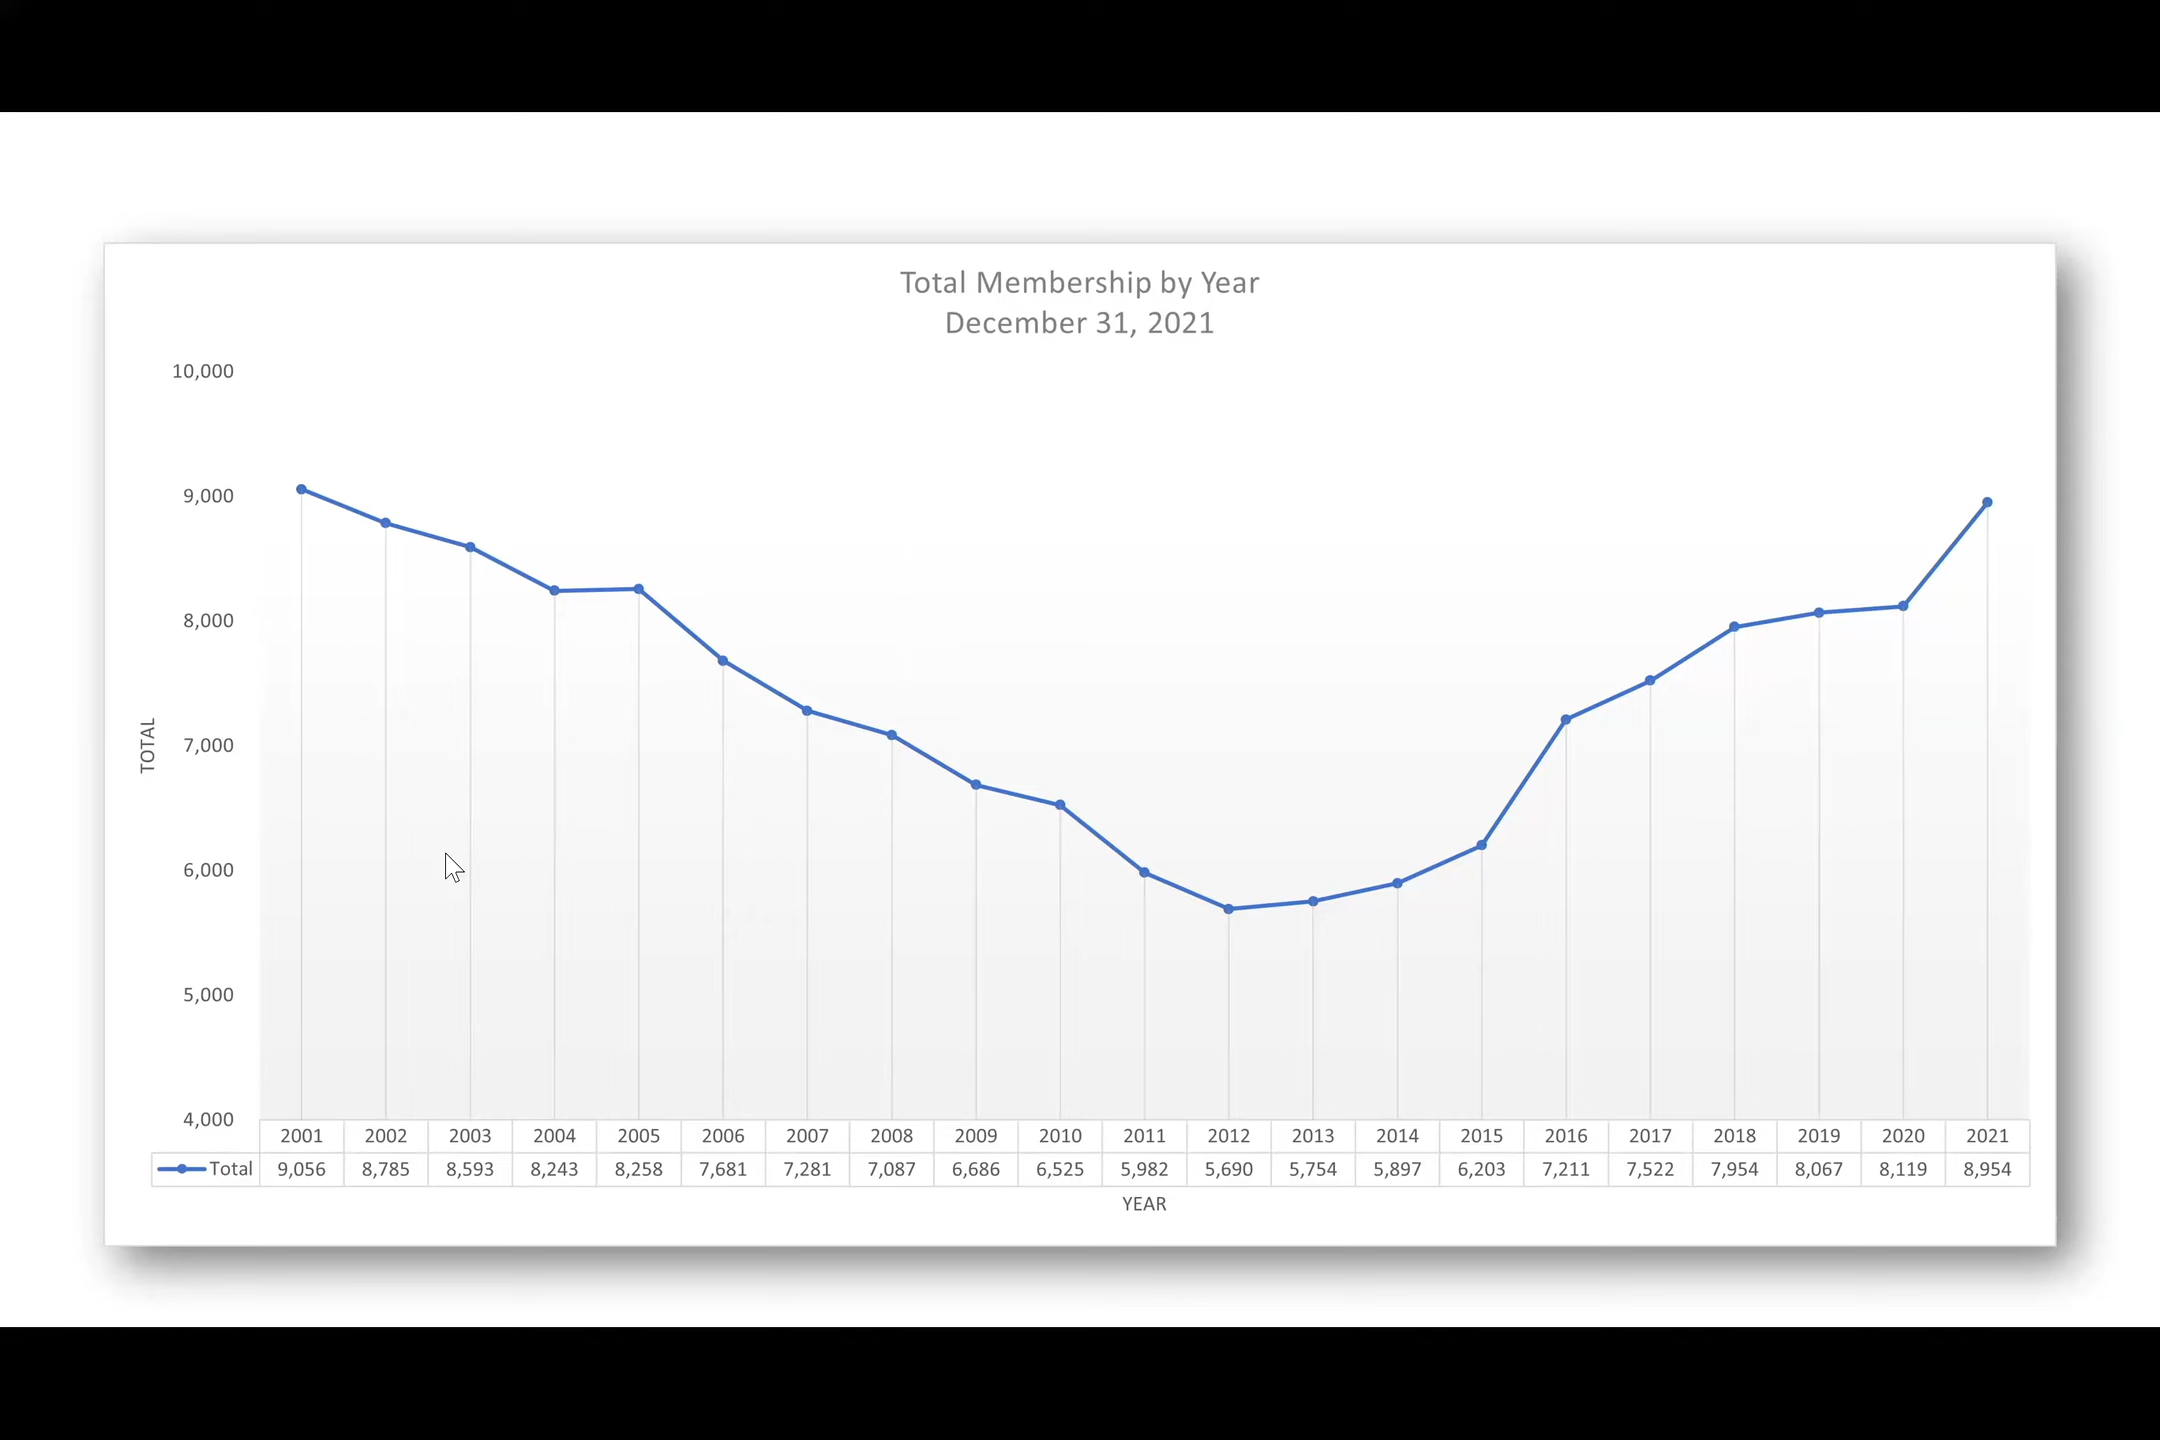 Total Membership by Year
December 31, 2021
10,000
9,000
8,000
7,000
6,000
5,000
4,000
TOTAL
2001 2002 2003 2004 2005 2006 2007 2008 2009 2010 2011 2012 2013 2014 2015 2016 2017 2018 2019 2020 2021
Total 9,056 8,785 8,593 8,243 8,258 7,681 7,281 7,087 6,686 6,525 5,982 5,690 5,754 5,897 6,203 7,211 7,522 7,954 8,067 8,119 8,954
YEAR